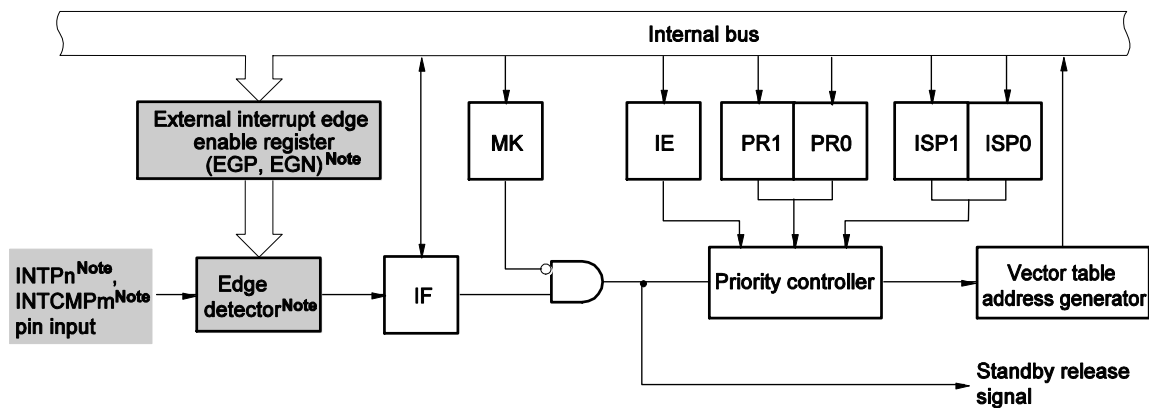 Internal bus
External interrupt edge
enable register
(EGP, EGN)Note
MK
IE
PR1
PR0
ISP1
ISP0
INTPnNote,
INTCMPmNote
pin input
Edge
detectorNote
IF
Priority controller
Vector table
address generator
Standby release
signal